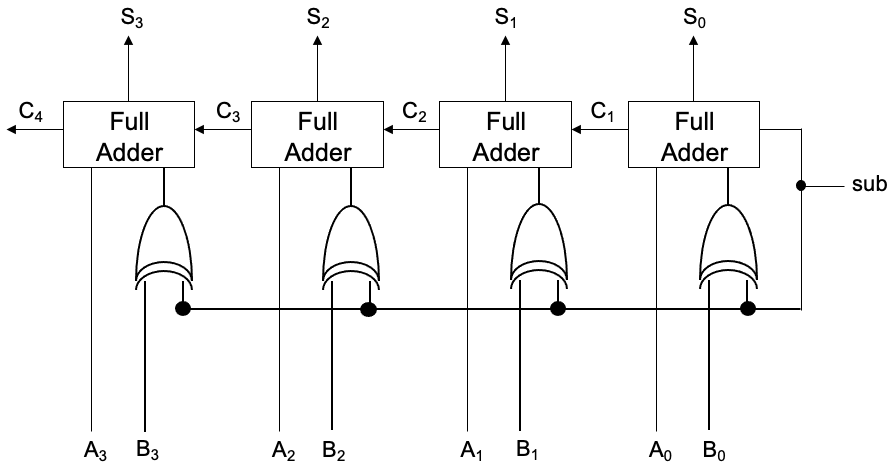 S₃ S₂ S₁ S₀
C₄ Full Adder C₃ Full Adder C₂ Full Adder C₁ Full Adder
sub
A₃ B₃ A₂ B₂ A₁ B₁ A₀ B₀